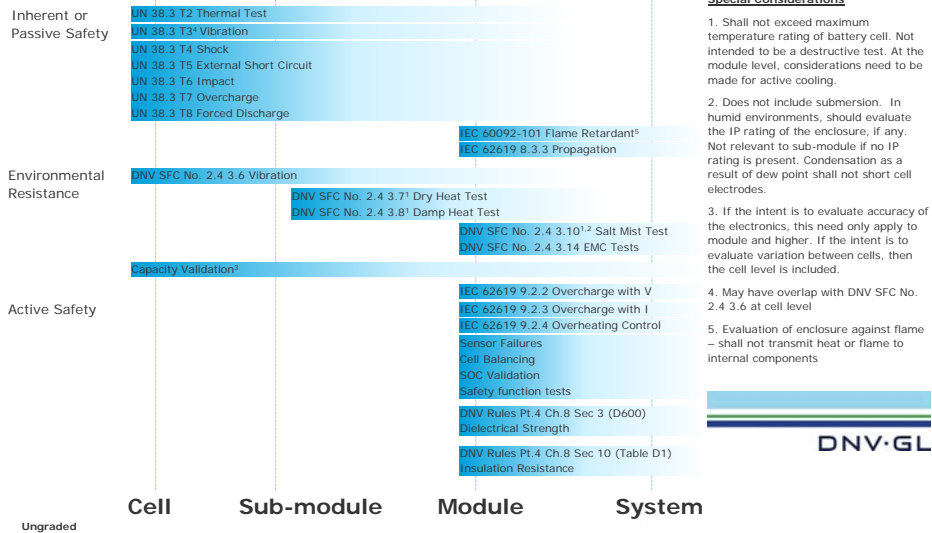 Special Considerations
Inherent or
Passive Safety
UN 38.3 T2 Thermal Test
UN 38.3 T3⁴ Vibration
UN 38.3 T4 Shock
UN 38.3 T5 External Short Circuit
UN 38.3 T6 Impact
UN 38.3 T7 Overcharge
UN 38.3 T8 Forced Discharge
IEC 60092-101 Flame Retardant⁵
IEC 62619 8.3.3 Propagation
Environmental
Resistance
DNV SFC No. 2.4 3.6 Vibration
DNV SFC No. 2.4 3.7¹ Dry Heat Test
DNV SFC No. 2.4 3.8¹ Damp Heat Test
DNV SFC No. 2.4 3.10¹·² Salt Mist Test
DNV SFC No. 2.4 3.14 EMC Tests
Capacity Validation³
Active Safety
IEC 62619 9.2.2 Overcharge with V
IEC 62619 9.2.3 Overcharge with I
IEC 62619 9.2.4 Overheating Control
Sensor Failures
Cell Balancing
SOC Validation
Safety function tests
DNV Rules Pt.4 Ch.8 Sec 3 (D600)
Dielectrical Strength
DNV Rules Pt.4 Ch.8 Sec 10 (Table D1)
Insulation Resistance
Cell
Sub-module
Module
System
Ungraded
1. Shall not exceed maximum
temperature rating of battery cell. Not
intended to be a destructive test. At the
module level, considerations need to be
made for active cooling.
2. Does not include submersion. In
humid environments, should evaluate
the IP rating of the enclosure, if any.
Not relevant to sub-module if no IP
rating is present. Condensation as a
result of dew point shall not short cell
electrodes.
3. If the intent is to evaluate accuracy of
the electronics, this need only apply to
module and higher. If the intent is to
evaluate variation between cells, then
the cell level is included.
4. May have overlap with DNV SFC No.
2.4 3.6 at cell level
5. Evaluation of enclosure against flame
– shall not transmit heat or flame to
internal components
DNV·GL